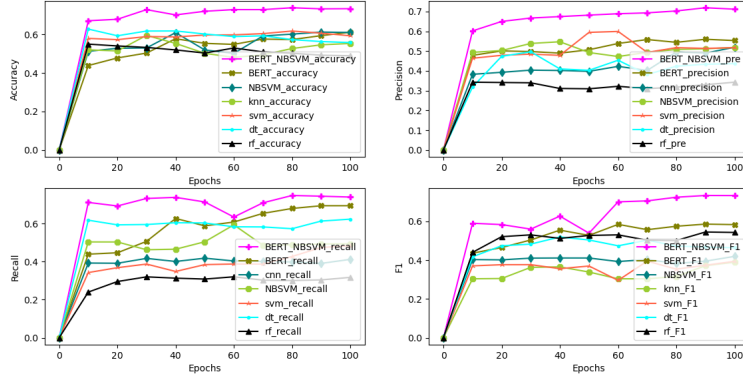 Accuracy
0.6
0.4
0.2
0.0
BERT_NBSVM_accuracy
BERT_accuracy
NBSVM_accuracy
knn_accuracy
svm_accuracy
dt_accuracy
rf_accuracy
0 20 40 60 80 100
Epochs
Precision
0.7
0.6
0.5
0.4
0.3
0.2
0.1
0.0
BERT_NBSVM_pre
BERT_precision
cnn_precision
NBSVM_precision
svm_precision
dt_precision
rf_pre
0 20 40 60 80 100
Epochs
Recall
0.6
0.4
0.2
0.0
BERT_NBSVM_recall
BERT_recall
cnn_recall
NBSVM_recall
svm_recall
dt_recall
rf_recall
0 20 40 60 80 100
Epochs
F1
0.6
0.4
0.2
0.0
BERT_NBSVM_F1
BERT_F1
NBSVM_F1
knn_F1
svm_F1
dt_F1
rf_F1
0 20 40 60 80 100
Epochs